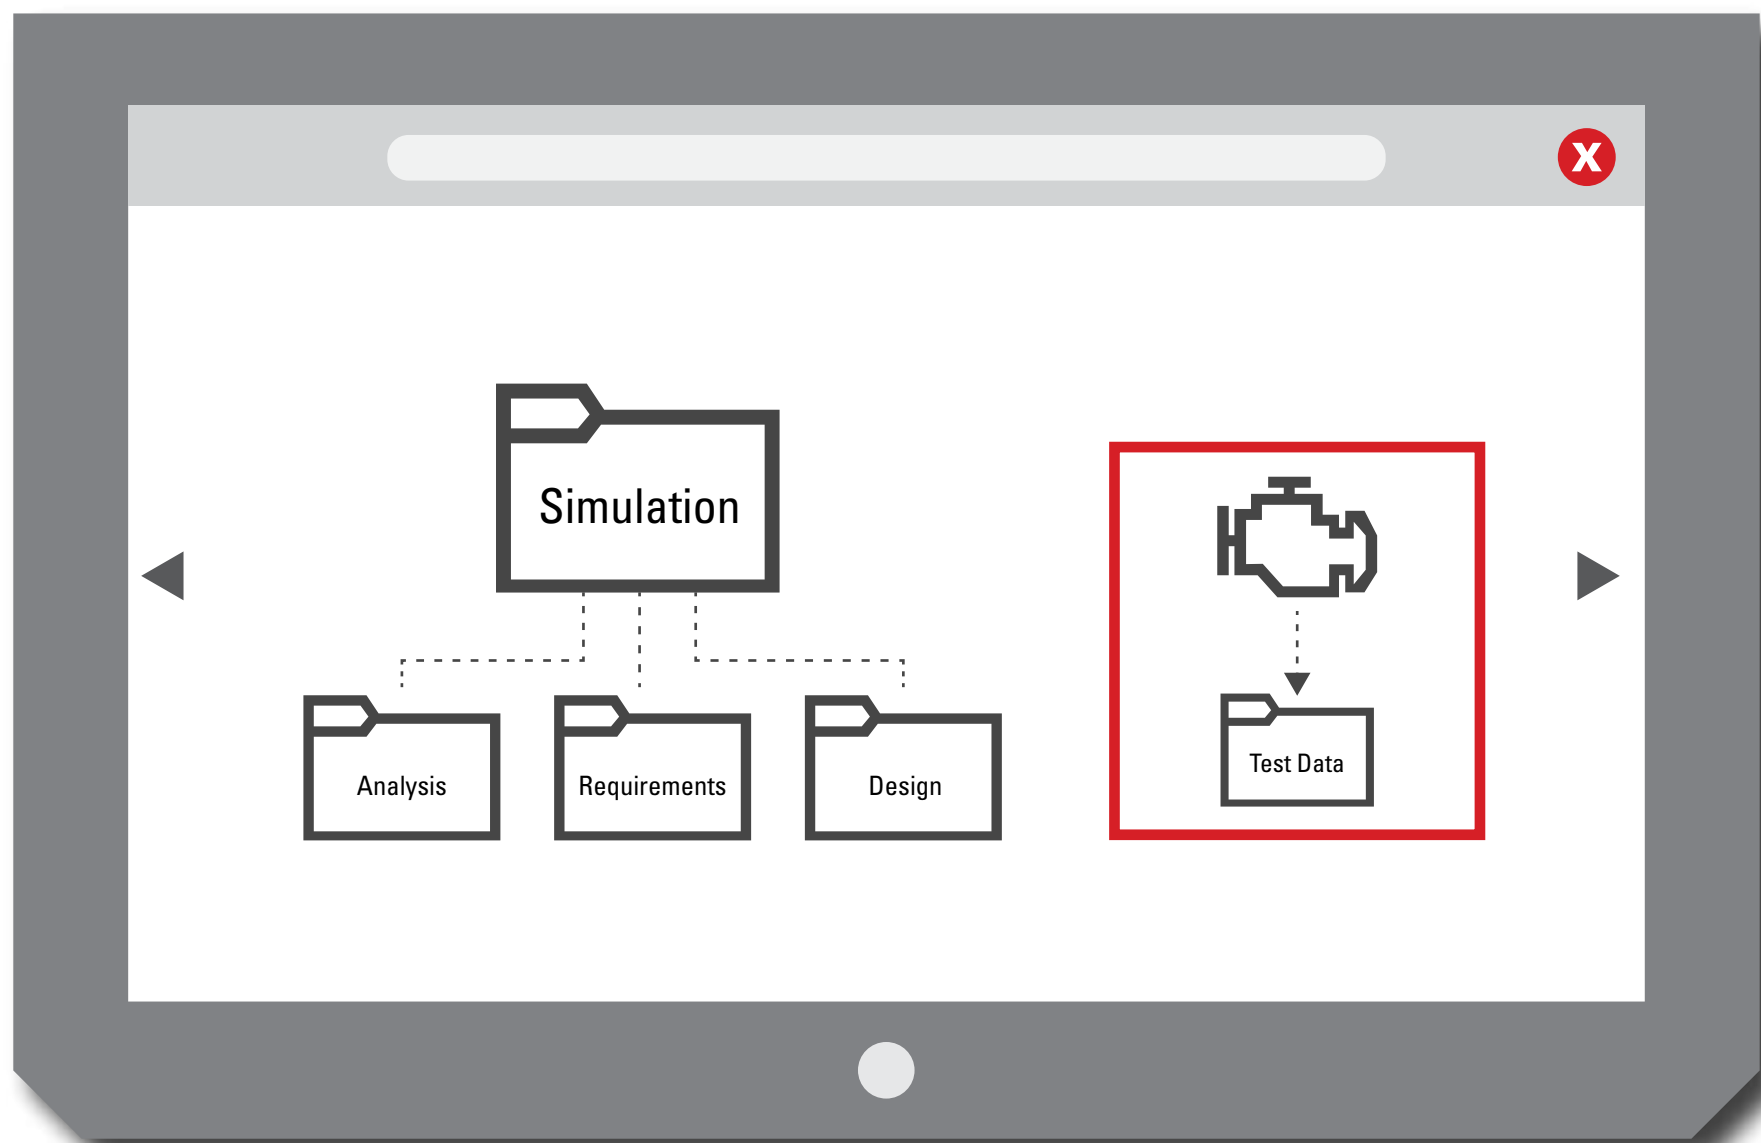 X
Simulation
Analysis
Requirements
Design
Test Data